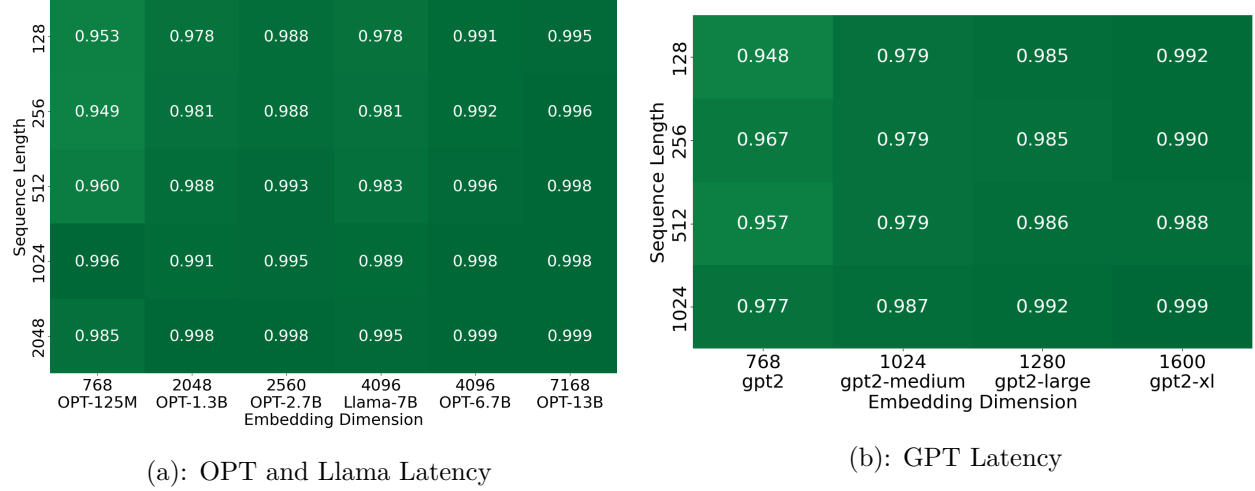 Sequence Length
128 0.953 0.978 0.988 0.978 0.991 0.995
256 0.949 0.981 0.988 0.981 0.992 0.996
512 0.960 0.988 0.993 0.983 0.996 0.998
1024 0.996 0.991 0.995 0.989 0.998 0.998
2048 0.985 0.998 0.998 0.995 0.999 0.999
768 2048 2560 4096 4096 7168
OPT-125M OPT-1.3B OPT-2.7B Llama-7B OPT-6.7B OPT-13B
Embedding Dimension
(a): OPT and Llama Latency
Sequence Length
128 0.948 0.979 0.985 0.992
256 0.967 0.979 0.985 0.990
512 0.957 0.979 0.986 0.988
1024 0.977 0.987 0.992 0.999
768 1024 1280 1600
gpt2 gpt2-medium gpt2-large gpt2-xl
Embedding Dimension
(b): GPT Latency